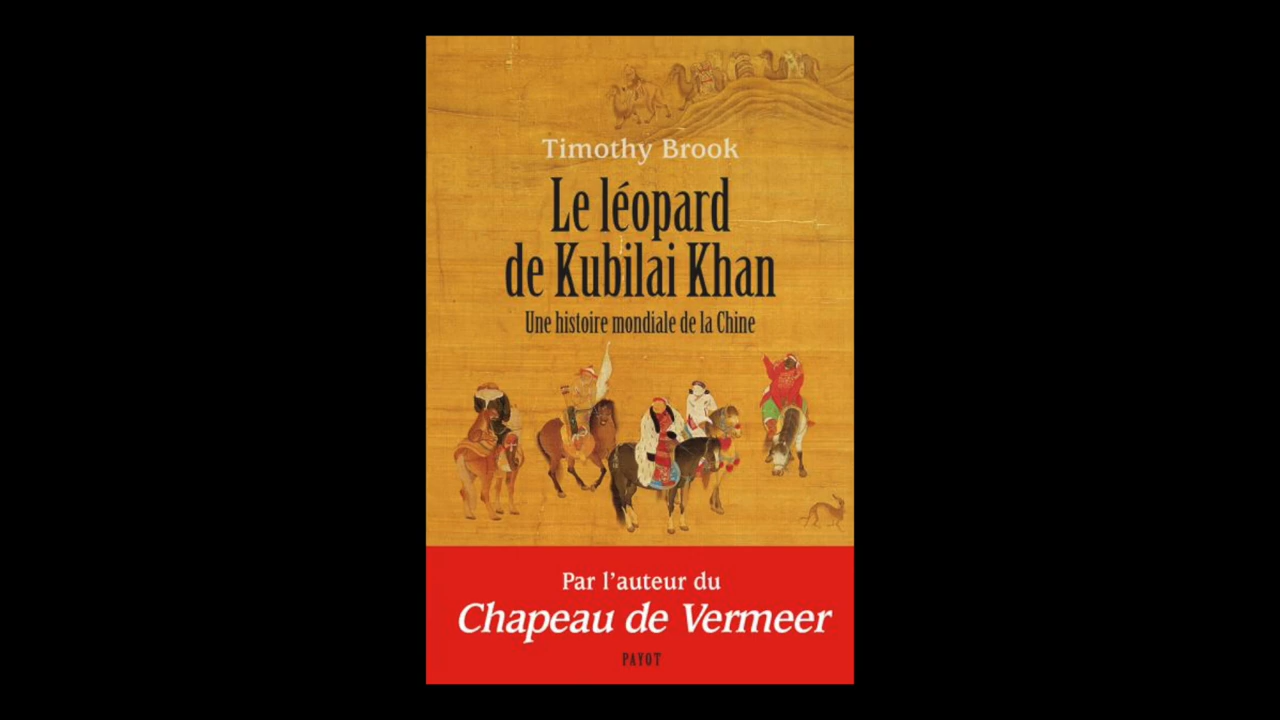 Timothy Brook
Le léopard
de Kubilai Khan
Une histoire mondiale de la Chine
Par l'auteur du
Chapeau de Vermeer
PAYOT